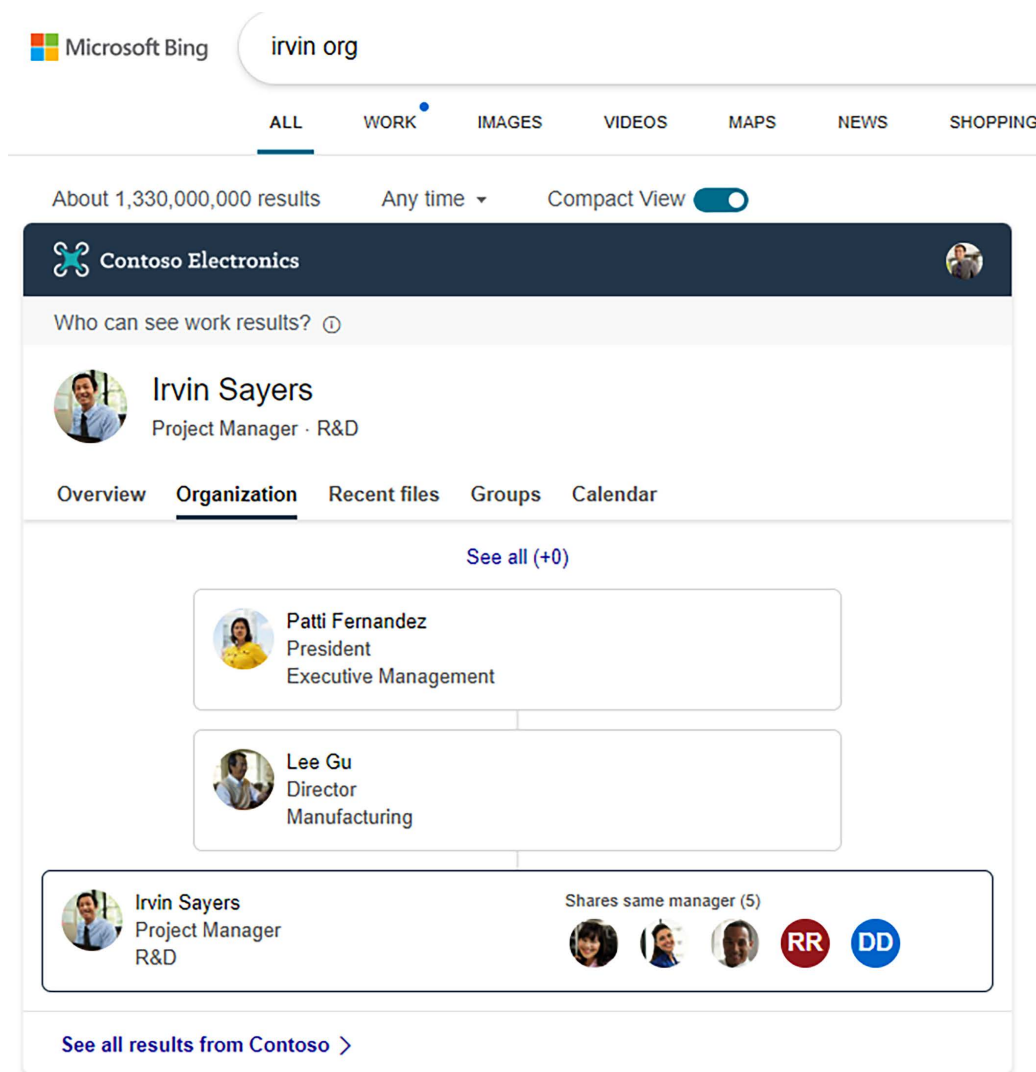 Microsoft Bing
irvin org
ALL WORK IMAGES VIDEOS MAPS NEWS SHOPPING
About 1,330,000,000 results Any time Compact View
Contoso Electronics
Who can see work results?
Irvin Sayers
Project Manager · R&D
Overview Organization Recent files Groups Calendar
See all (+0)
Patti Fernandez
President
Executive Management
Lee Gu
Director
Manufacturing
Irvin Sayers
Project Manager
R&D
Shares same manager (5)
RR DD
See all results from Contoso